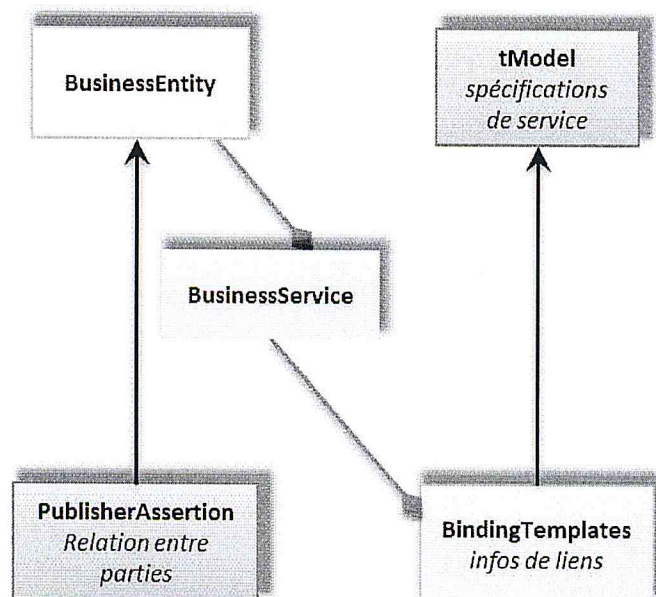 BusinessEntity
tModel
spécifications
de service
BusinessService
PublisherAssertion
Relation entre
parties
BindingTemplates
infos de liens